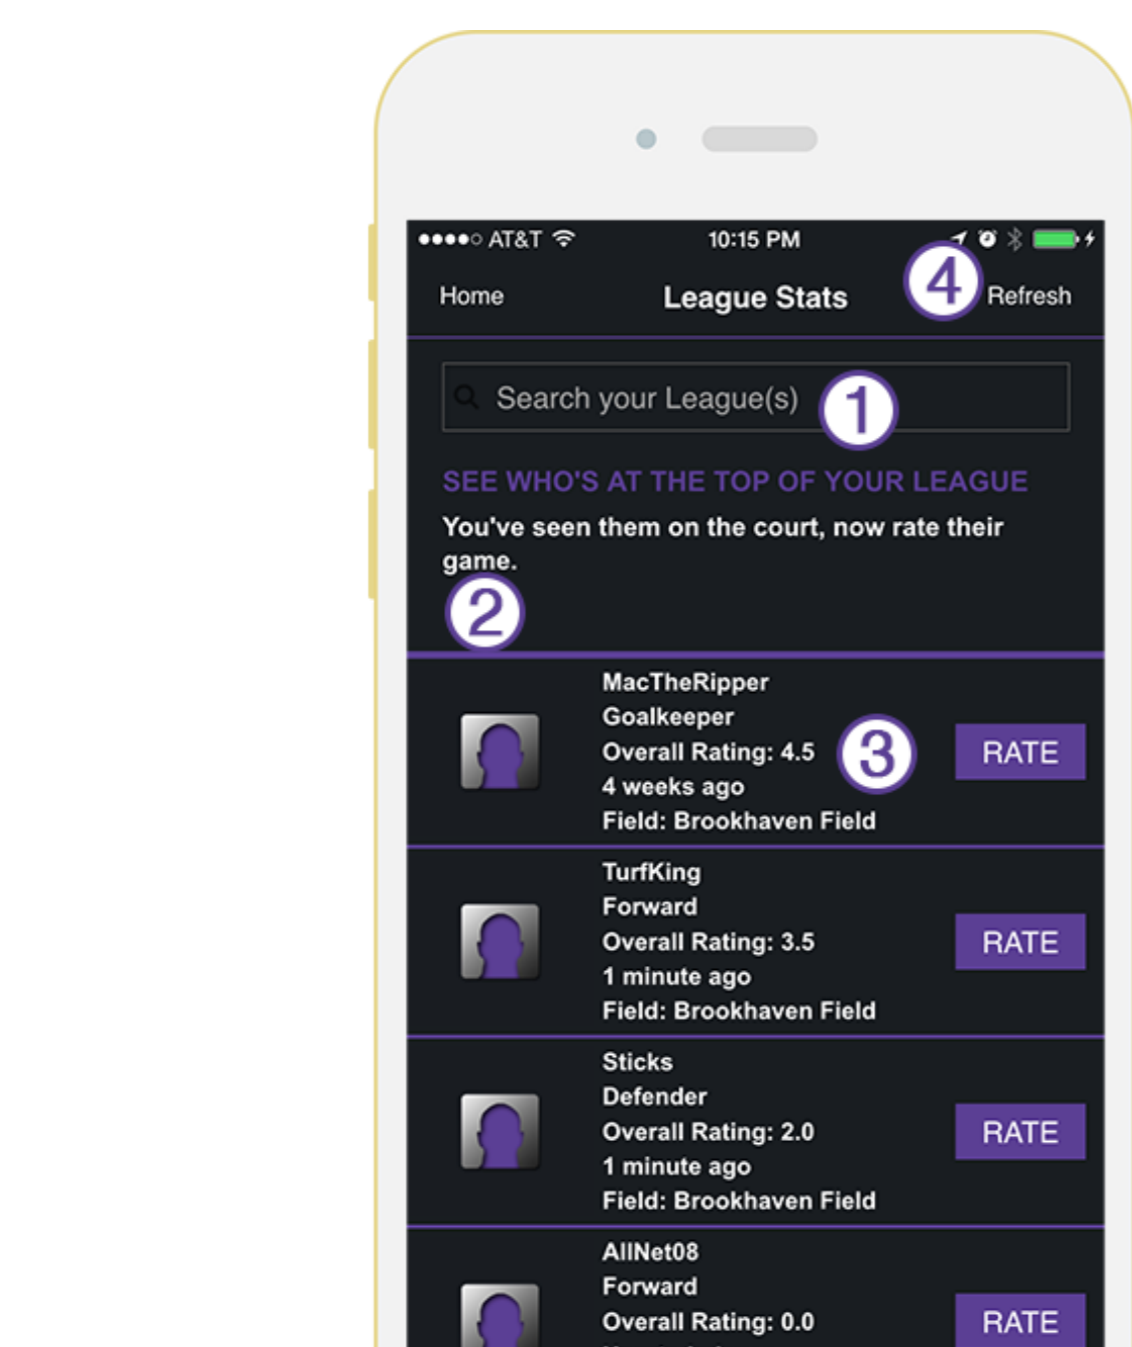 AT&T 10:15 PM
Home League Stats 4 Refresh
Search your League(s) 1
SEE WHO'S AT THE TOP OF YOUR LEAGUE
You've seen them on the court, now rate their
game.
2
MacTheRipper
Goalkeeper
Overall Rating: 4.5 3 RATE
4 weeks ago
Field: Brookhaven Field
TurfKing
Forward
Overall Rating: 3.5 RATE
1 minute ago
Field: Brookhaven Field
Sticks
Defender
Overall Rating: 2.0 RATE
1 minute ago
Field: Brookhaven Field
AllNet08
Forward
Overall Rating: 0.0 RATE